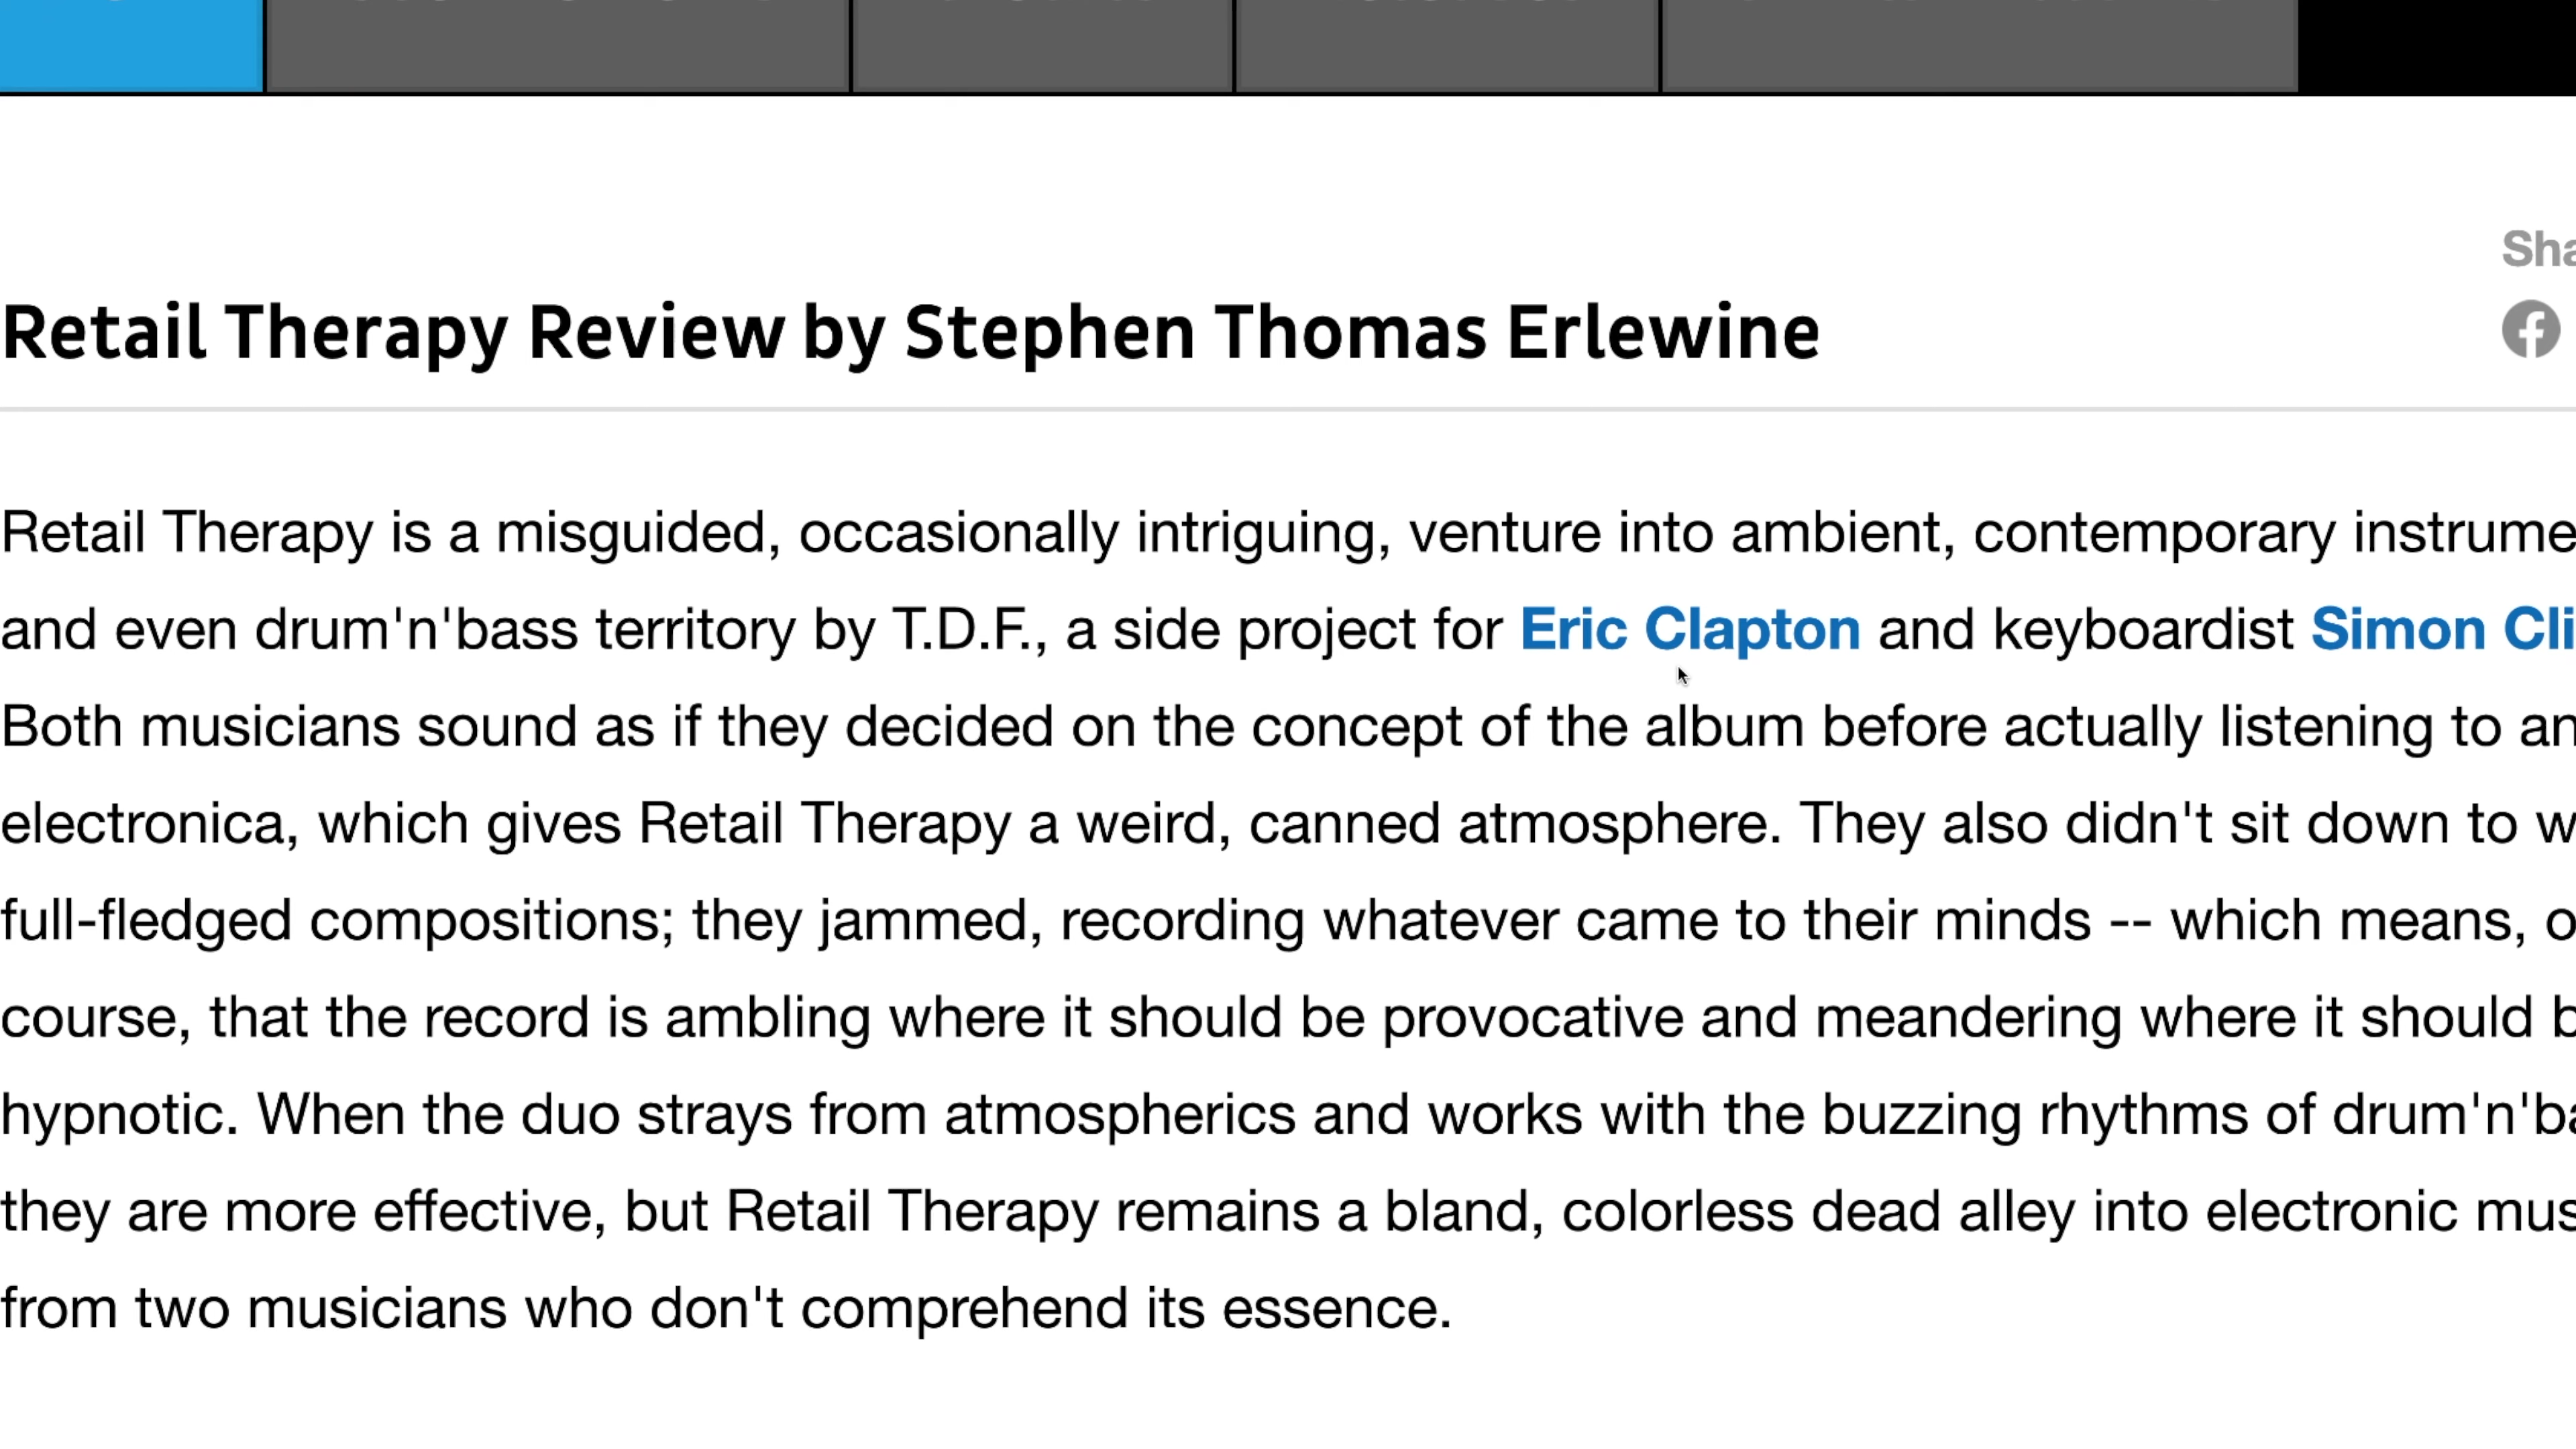 Sha
Retail Therapy Review by Stephen Thomas Erlewine
Retail Therapy is a misguided, occasionally intriguing, venture into ambient, contemporary instrume
and even drum'n'bass territory by T.D.F., a side project for Eric Clapton and keyboardist Simon Cli
Both musicians sound as if they decided on the concept of the album before actually listening to an
electronica, which gives Retail Therapy a weird, canned atmosphere. They also didn't sit down to w
full-fledged compositions; they jammed, recording whatever came to their minds -- which means, o
course, that the record is ambling where it should be provocative and meandering where it should b
hypnotic. When the duo strays from atmospherics and works with the buzzing rhythms of drum'n'ba
they are more effective, but Retail Therapy remains a bland, colorless dead alley into electronic mus
from two musicians who don't comprehend its essence.